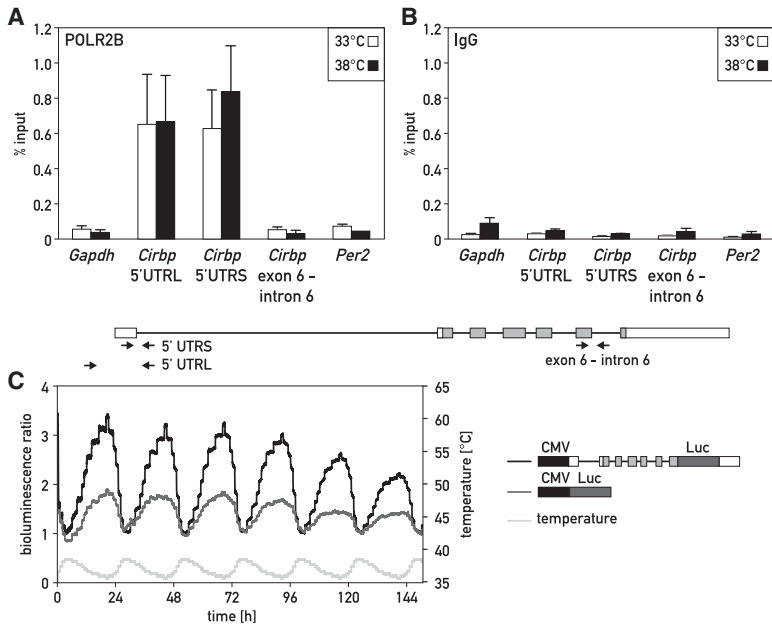 A
POLR2B
33°C
38°C
% input
1.2
1.0
0.8
0.6
0.4
0.2
0
Gapdh
Cirbp
5'UTRL
Cirbp
5'UTRS
Cirbp
exon 6 –
intron 6
Per2
B
IgG
33°C
38°C
% input
1.2
1.0
0.8
0.6
0.4
0.2
0
Gapdh
Cirbp
5'UTRL
Cirbp
5'UTRS
Cirbp
exon 6 –
intron 6
Per2
5' UTRS
5' UTRL
exon 6 – intron 6
C
bioluminescence ratio
4
3
2
1
0
0 24 48 72 96 120 144
time [h]
65
60
55
50
45
40
35
temperature [°C]
CMV Luc
CMV Luc
temperature